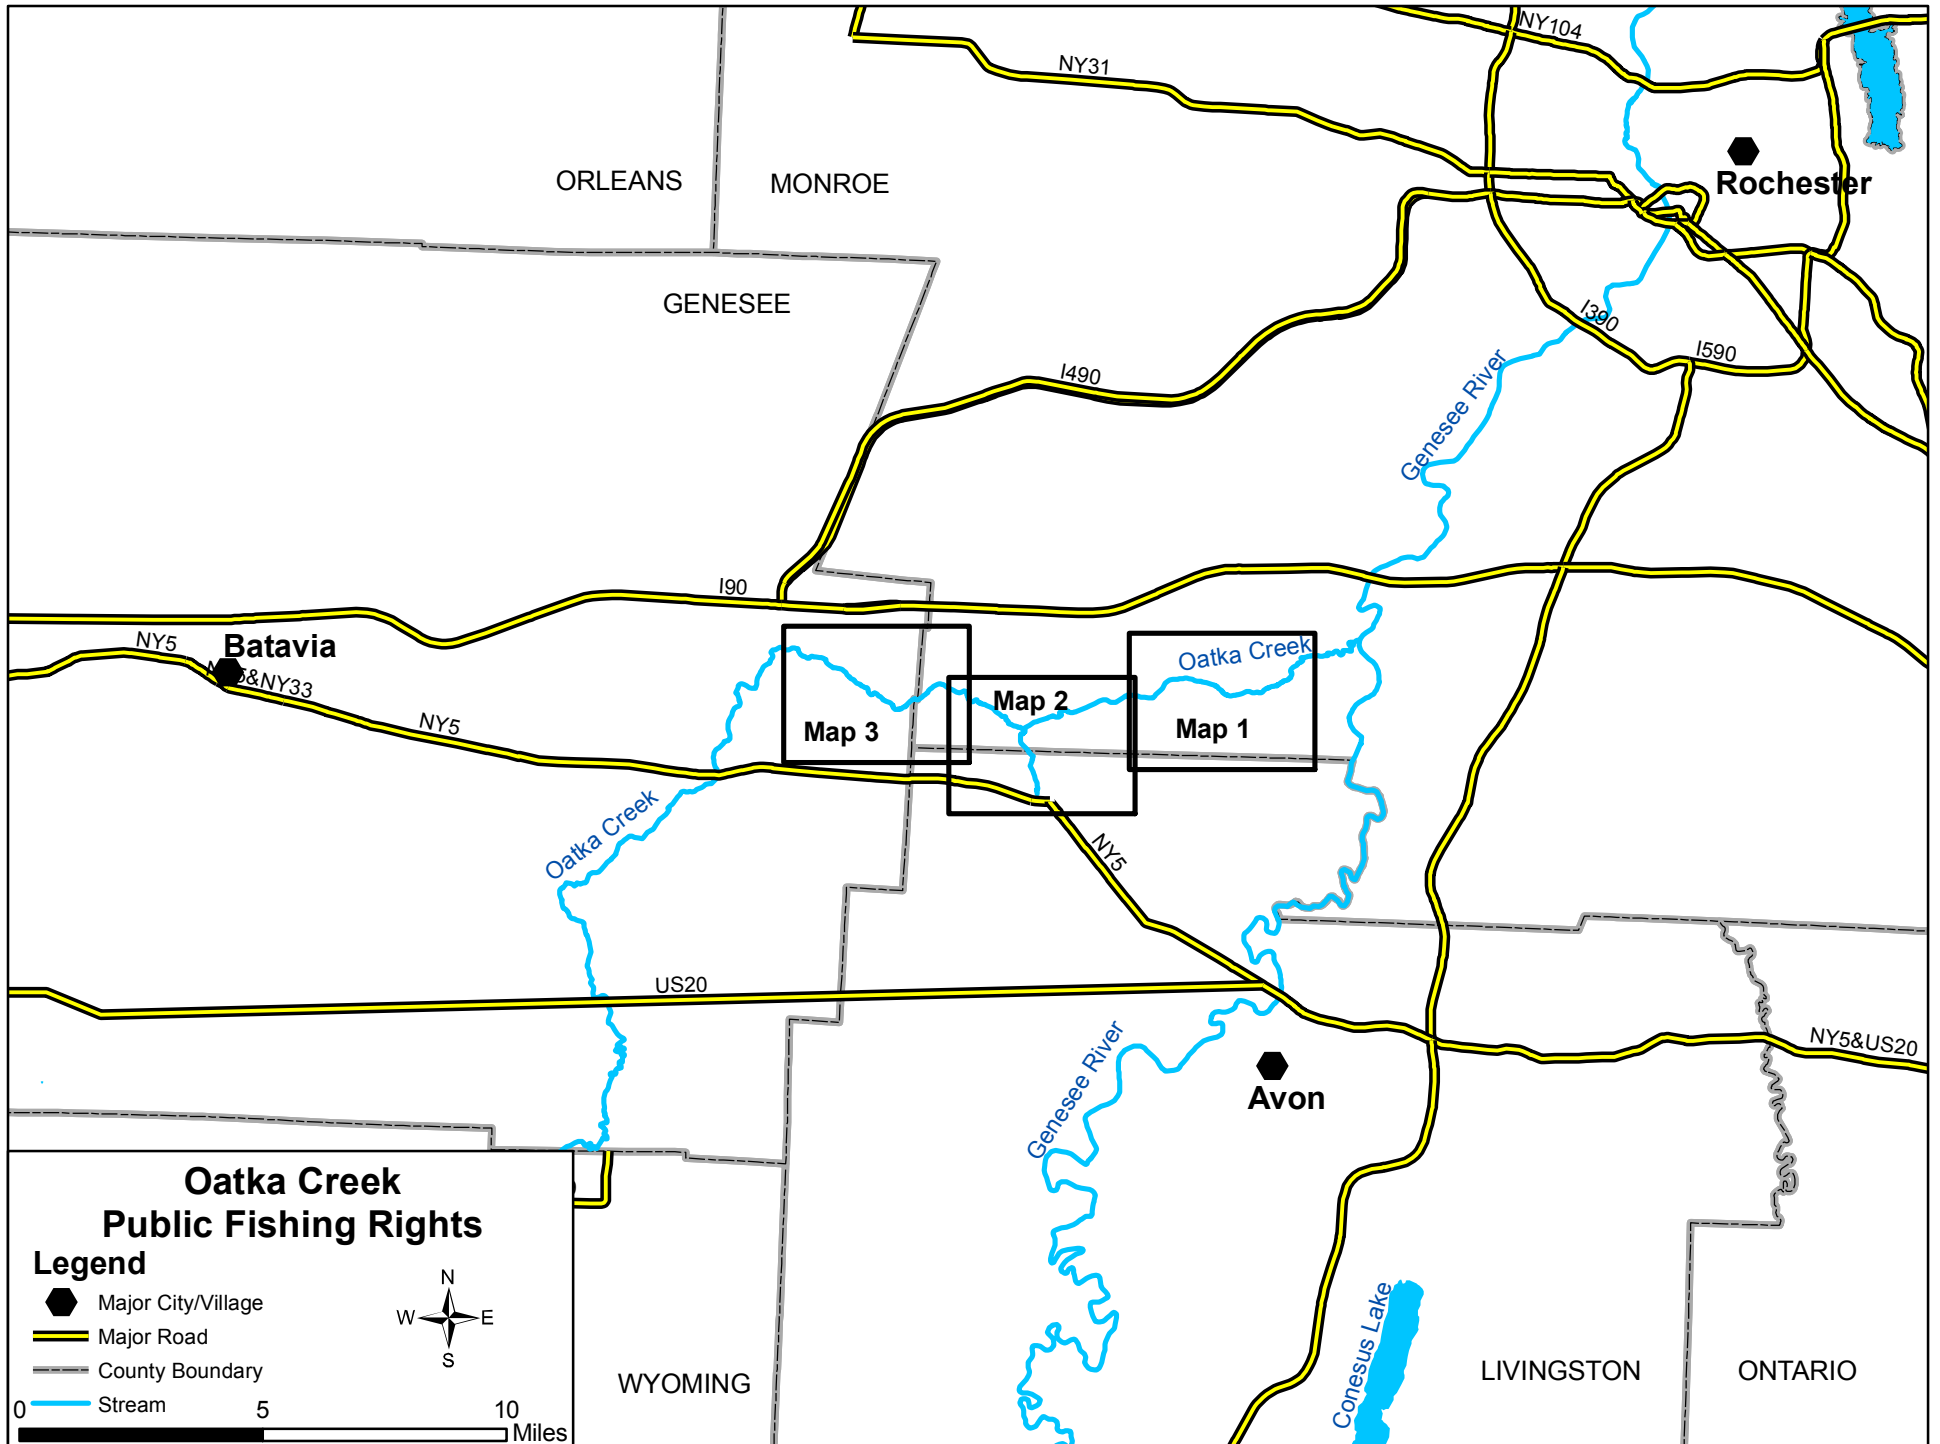 NY104
NY31
ORLEANS
MONROE
Rochester
GENESEE
I390
I590
I490
Genesee River
I90
NY5
Batavia
&NY33
Oatka Creek
Map 2
Map 3
Map 1
NY5
Oatka Creek
NY5
US20
NY5&US20
Genesee River
Avon
Oatka Creek
Public Fishing Rights
Legend
Major City/Village
Major Road
County Boundary
Stream
N
W
E
S
0
5
10
Miles
WYOMING
Conesus Lake
LIVINGSTON
ONTARIO